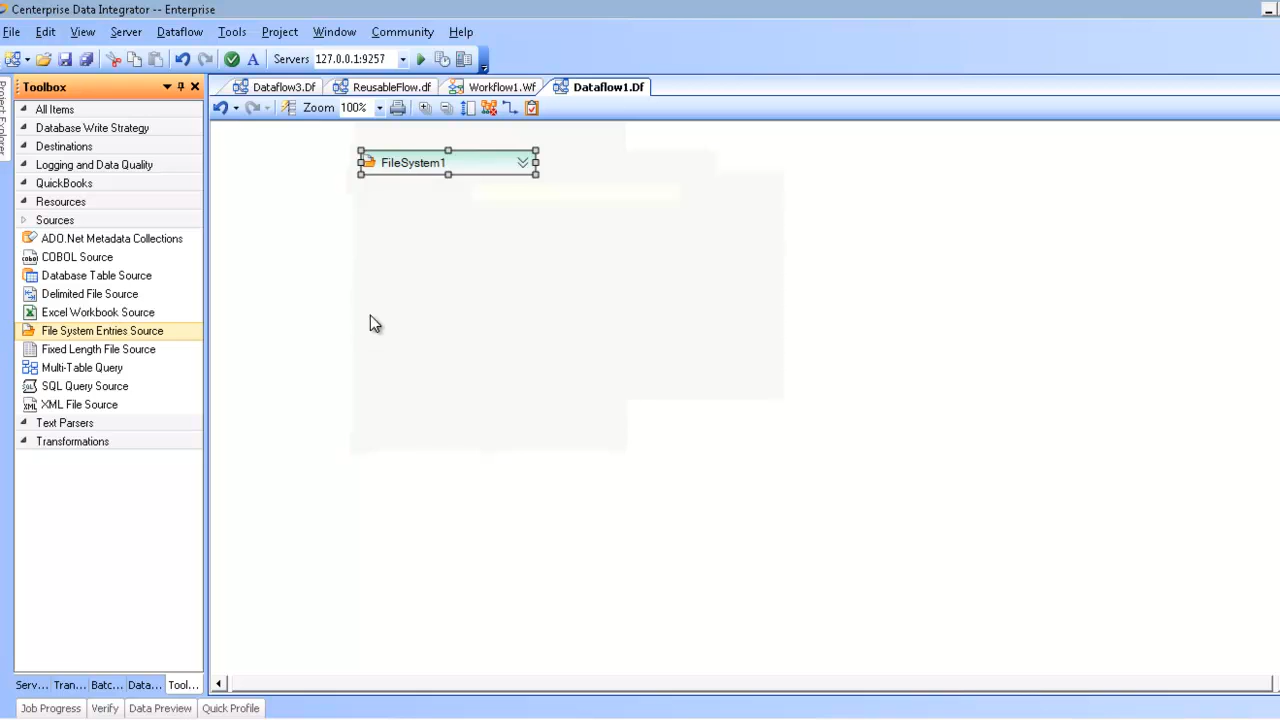 Centerprise Data Integrator - Enterprise
File Edit View Server Dataflow Tools Project Window Community Help
Servers 127.0.0.1:9257
Project Explorer
Toolbox
Dataflow3.Df ReusableFlow.df Workflow1.Wf Dataflow1.Df
Zoom 100%
All Items
Database Write Strategy
Destinations
Logging and Data Quality
QuickBooks
Resources
Sources
ADO.Net Metadata Collections
COBOL Source
Database Table Source
Delimited File Source
Excel Workbook Source
File System Entries Source
Fixed Length File Source
Multi-Table Query
SQL Query Source
XML File Source
Text Parsers
Transformations
FileSystem1
Serv... Tran... Batc... Data... Tool...
Job Progress Verify Data Preview Quick Profile